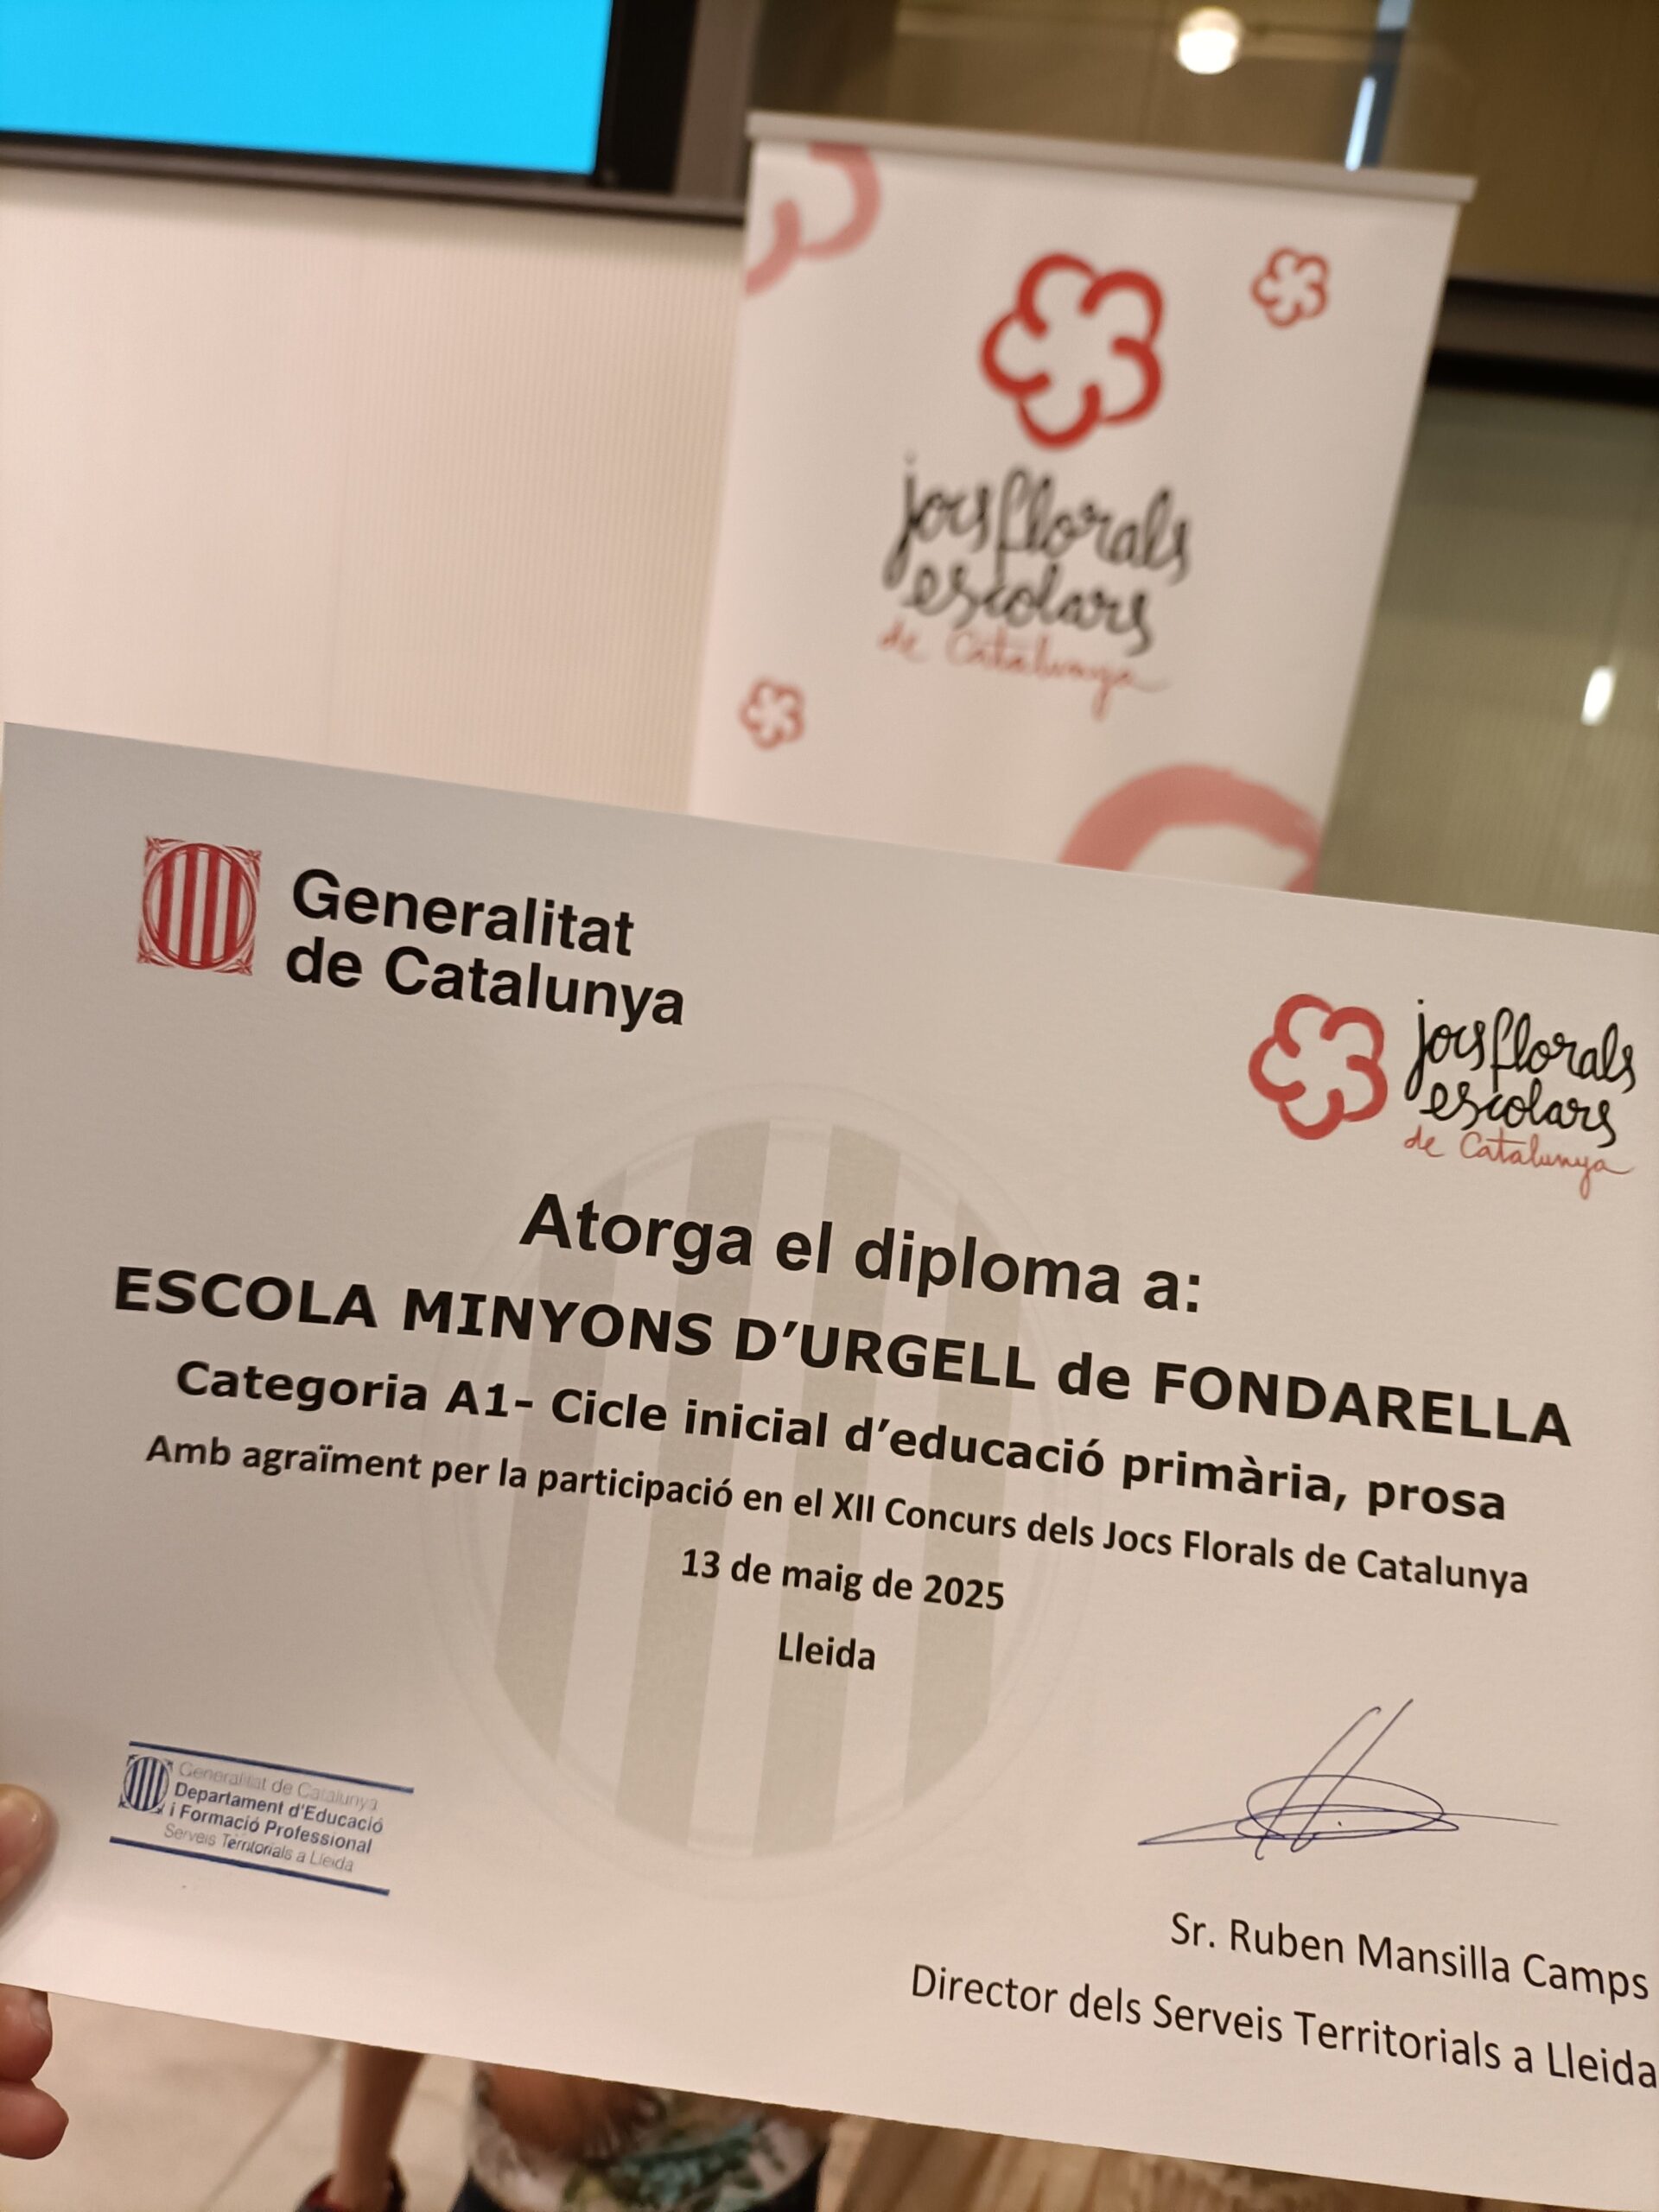 jocs florals
escolars
de Catalunya
Generalitat
de Catalunya
jocs florals
escolars
de Catalunya
Atorga el diploma a:
ESCOLA MINYONS D’URGELL de FONDARELLA
Categoria A1- Cicle inicial d’educació primària, prosa
Amb agraïment per la participació en el XII Concurs dels Jocs Florals de Catalunya
13 de maig de 2025
Lleida
Generalitat de Catalunya
Departament d'Educació
i Formació Professional
Serveis Territorials a Lleida
Sr. Ruben Mansilla Camps
Director dels Serveis Territorials a Lleida